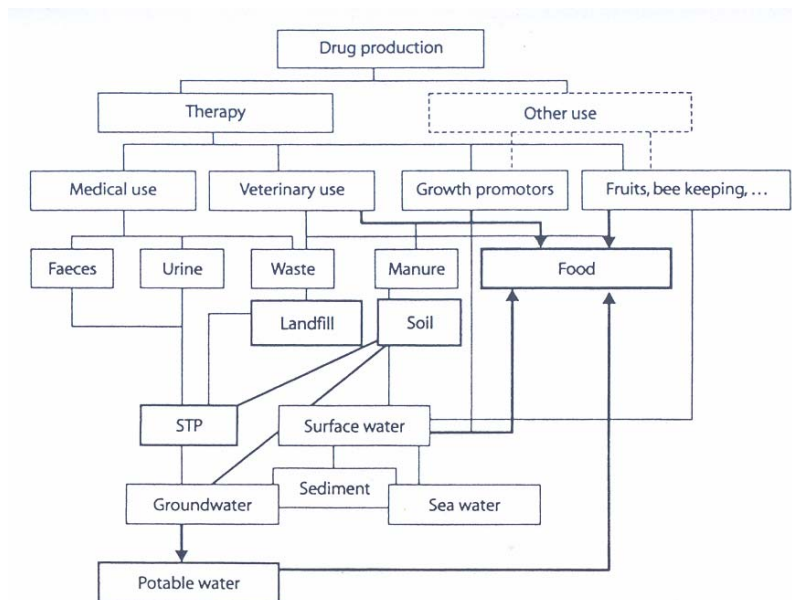 Drug production
Therapy
Other use
Medical use
Veterinary use
Growth promotors
Fruits, bee keeping, ...
Faeces
Urine
Waste
Manure
Food
Landfill
Soil
STP
Surface water
Sediment
Groundwater
Sea water
Potable water